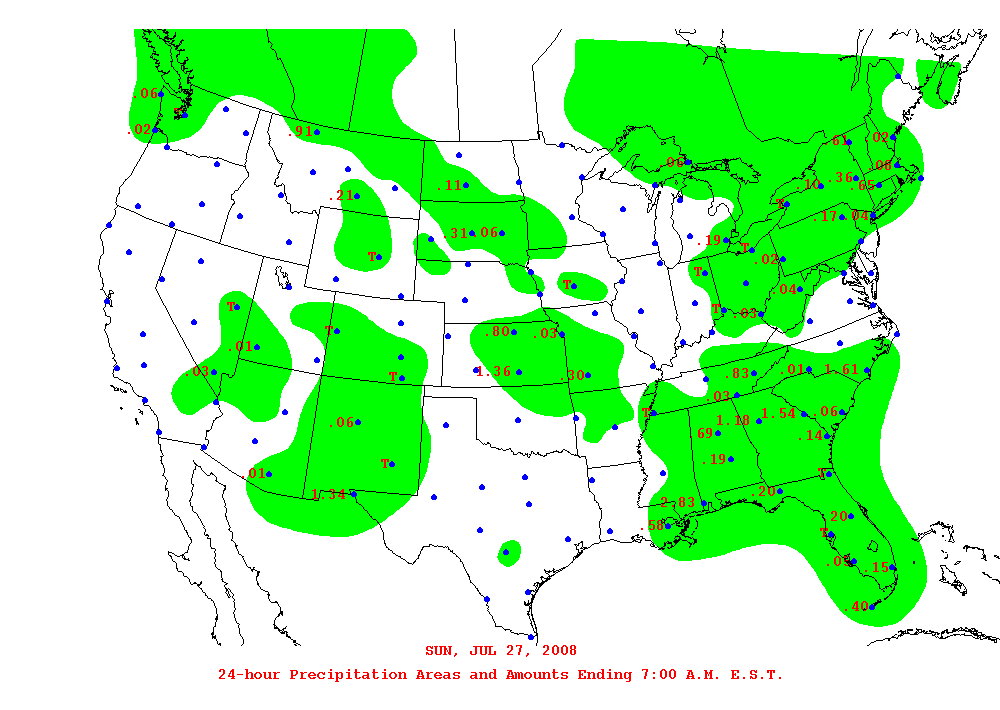 .06
T
.02
.91
.61
.02
.06
.08
.11
.10
.36
.65
.21
T
.17
.04
.31
.06
.19
T
T
.02
T
T
.04
T
T
.03
T
.80
.03
.01
.03
1.36
.30
.83
.01
1.61
T
.02
T
1.18
1.54
.06
.06
69
.14
T
.19
.01
T
1.34
.20
2.83
.58
20
T
.09
.15
.40
SUN, JUL 27, 2008
24-hour Precipitation Areas and Amounts Ending 7:00 A.M. E.S.T.